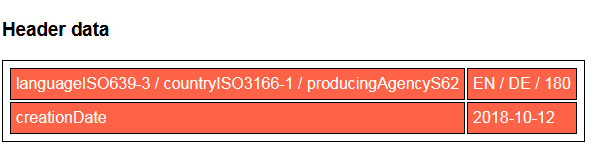 Header data
languageISO639-3 / countryISO3166-1 / producingAgencyS62 EN / DE / 180
creationDate 2018-10-12